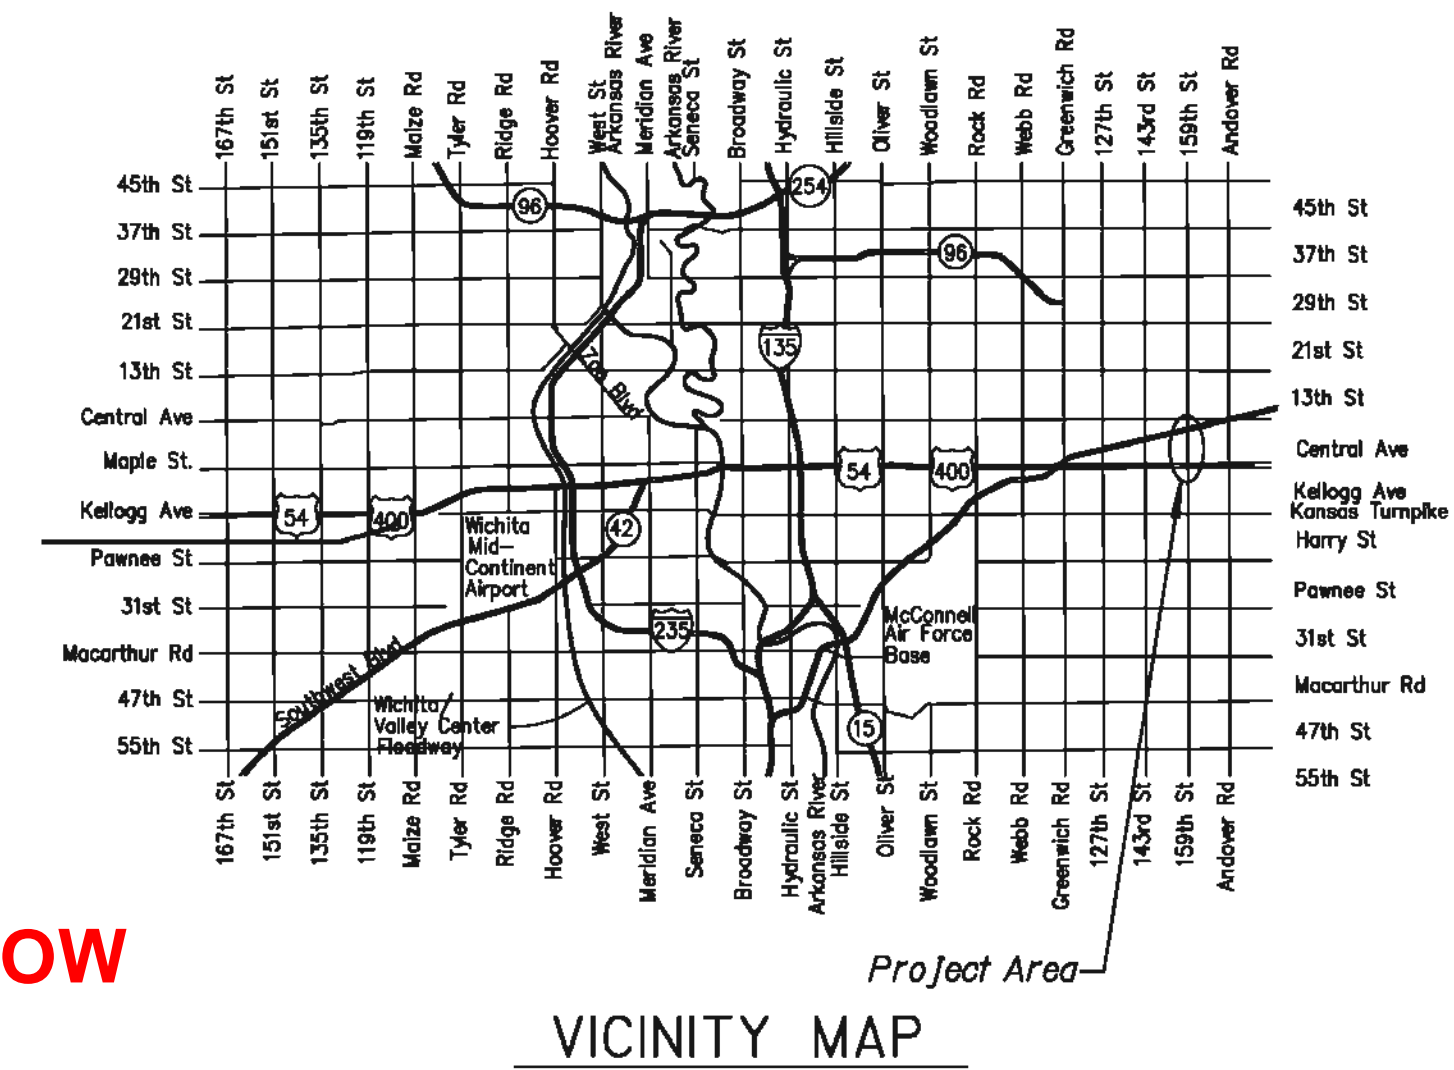 167th St
151st St
135th St
119th St
Maize Rd
Tyler Rd
Ridge Rd
Hoover Rd
West St
Arkansas River
Meridian Ave
Arkansas River
Seneca St
Broadway St
Hydraulic St
Hillside St
Oliver St
Woodlawn St
Rock Rd
Webb Rd
Greenwich Rd
127th St
143rd St
159th St
Andover Rd
45th St
37th St
29th St
21st St
13th St
Central Ave
Maple St.
Kellogg Ave
Pawnee St
31st St
Macarthur Rd
47th St
55th St
96
254
96
135
Zoo Blvd
54
400
54
400
42
Wichita
Mid-
Continent
Airport
235
McConnell
Air Force
Base
Southwest Blvd
Wichita/
Valley Center
Floodway
15
45th St
37th St
29th St
21st St
13th St
Central Ave
Kellogg Ave
Kansas Turnpike
Harry St
Pawnee St
31st St
Macarthur Rd
47th St
55th St
167th St
151st St
135th St
119th St
Maize Rd
Tyler Rd
Ridge Rd
Hoover Rd
West St
Meridian Ave
Seneca St
Broadway St
Hydraulic St
Arkansas River
Hillside St
Oliver St
Woodlawn St
Rock Rd
Webb Rd
Greenwich Rd
127th St
143rd St
159th St
Andover Rd
OW
Project Area
VICINITY MAP